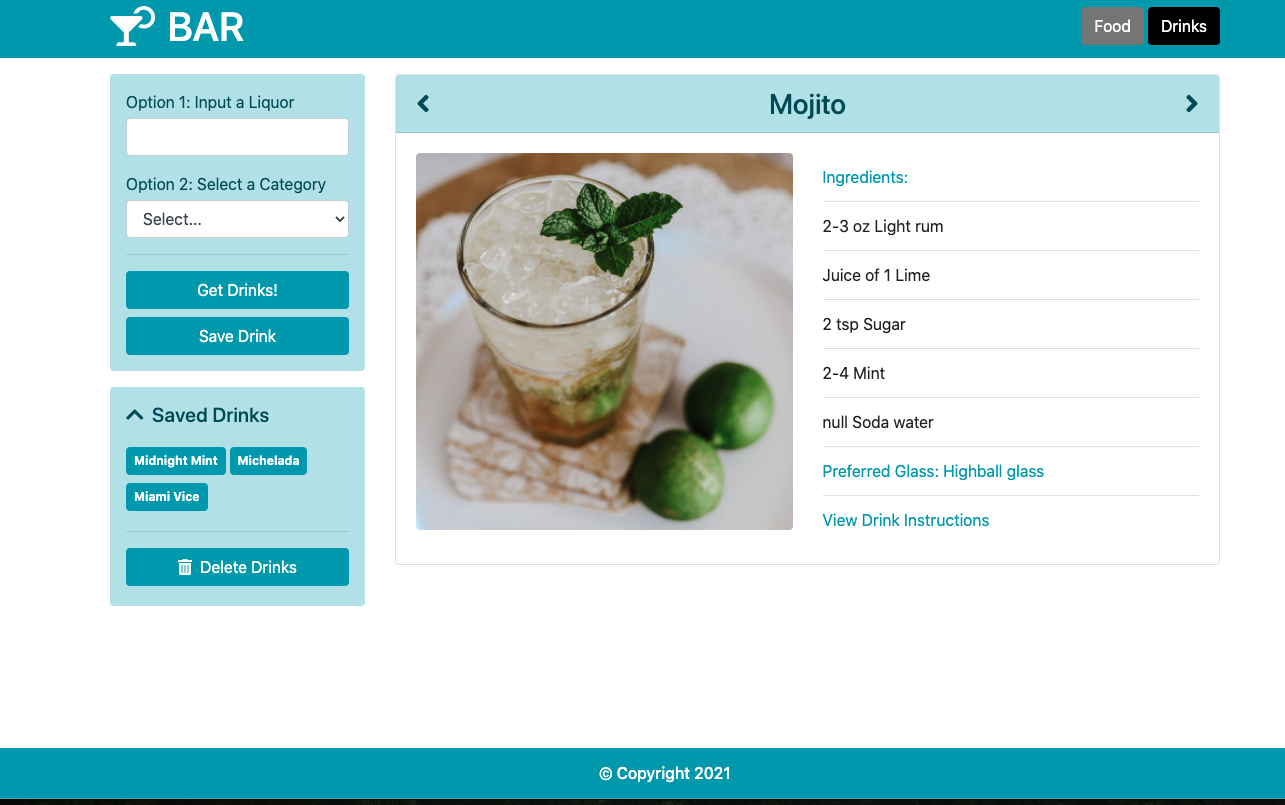 BAR
Food
Drinks
Option 1: Input a Liquor
Option 2: Select a Category
Select...
Get Drinks!
Save Drink
Saved Drinks
Midnight Mint
Michelada
Miami Vice
Delete Drinks
Mojito
Ingredients:
2-3 oz Light rum
Juice of 1 Lime
2 tsp Sugar
2-4 Mint
null Soda water
Preferred Glass: Highball glass
View Drink Instructions
© Copyright 2021